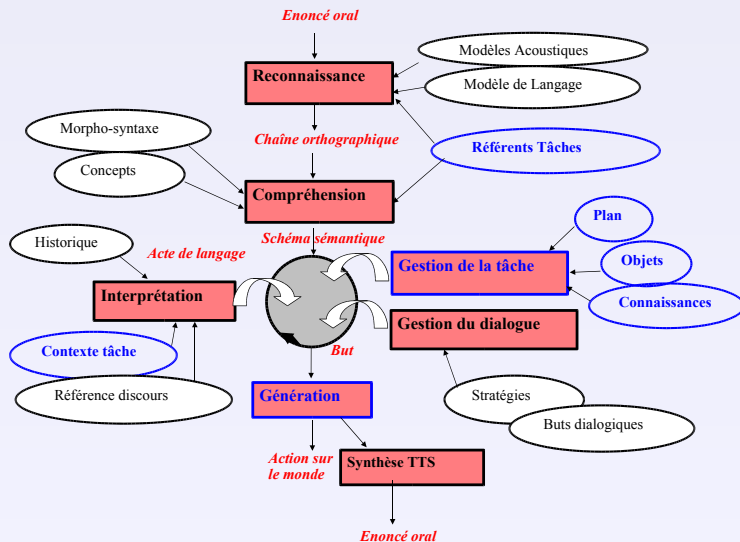 Enoncé oral
Modèles Acoustiques
Reconnaissance
Modèle de Langage
Morpho-syntaxe
Chaîne orthographique
Référents Tâches
Concepts
Compréhension
Plan
Historique
Acte de langage
Schéma sémantique
Objets
Gestion de la tâche
Interprétation
Connaissances
Gestion du dialogue
Contexte tâche
But
Référence discours
Génération
Stratégies
Buts dialogiques
Action sur
le monde
Synthèse TTS
Enoncé oral